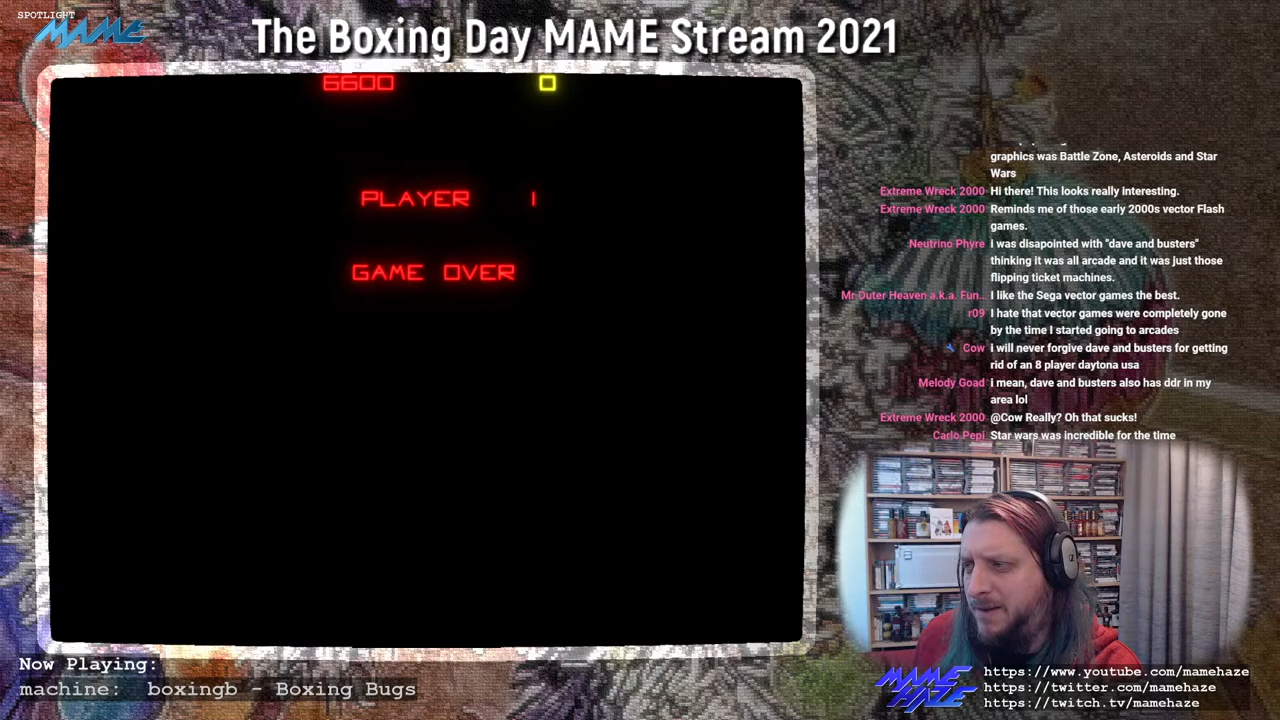 SPOTLIGHT
MAME
The Boxing Day MAME Stream 2021
6600 0
PLAYER 1
GAME OVER
graphics was Battle Zone, Asteroids and Star
Wars
Extreme Wreck 2000 Hi there! This looks really interesting.
Extreme Wreck 2000 Reminds me of those early 2000s vector Flash
games.
Neutrino Phyre i was disapointed with "dave and busters"
thinking it was all arcade and it was just those
flipping ticket machines.
Mr Outer Heaven a.k.a. Fun... I like the Sega vector games the best.
r09 I hate that vector games were completely gone
by the time I started going to arcades
Cow i will never forgive dave and busters for getting
rid of an 8 player daytona usa
Melody Goad i mean, dave and busters also has ddr in my
area lol
Extreme Wreck 2000 @Cow Really? Oh that sucks!
Carlo Pepi Star wars was incredible for the time
Now Playing:
machine: boxingb - Boxing Bugs
MAME
HAZE
https://www.youtube.com/mamehaze
https://twitter.com/mamehaze
https://twitch.tv/mamehaze